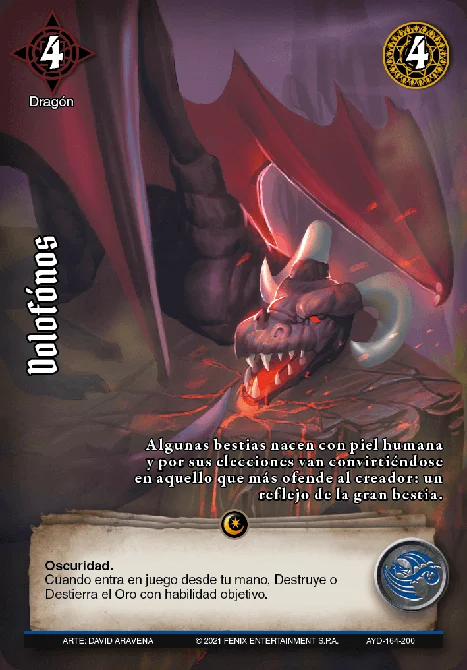 4
4
Dragón
Dolofónos
Algunas bestias nacen con piel humana
y por sus elecciones van convirtiéndose
en aquello que más ofende al creador: un
reflejo de la gran bestia.
Oscuridad.
Cuando entra en juego desde tu mano, Destruye o
Destierra el Oro con habilidad objetivo.
ARTE: DAVID ARAVENA © 2021 FENIX ENTERTAINMENT S.P.A. AYD-164-200